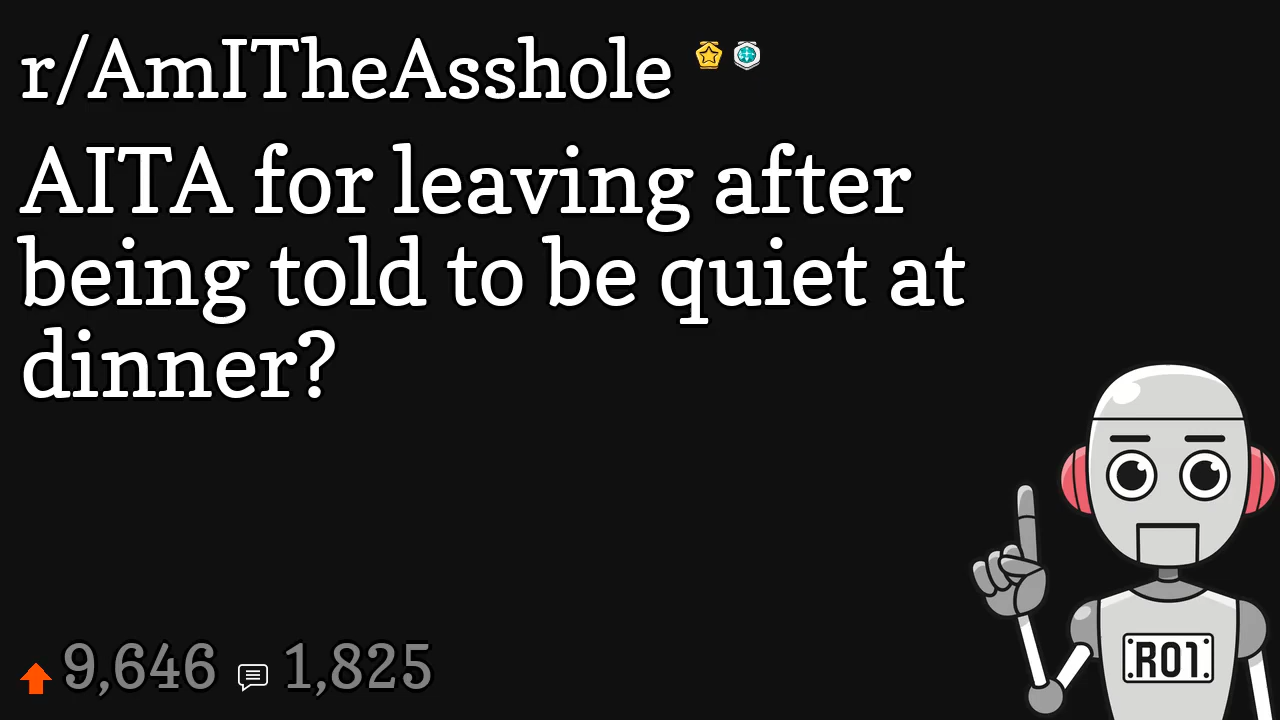 r/AmITheAsshole
AITA for leaving after
being told to be quiet at
dinner?
9,646 1,825
R01